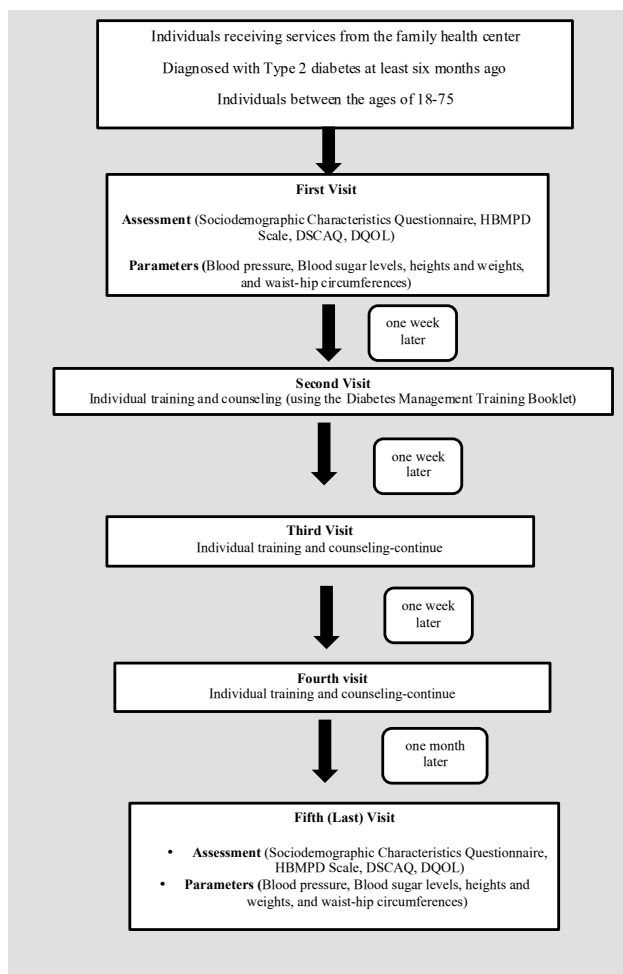 Individuals receiving services from the family health center
Diagnosed with Type 2 diabetes at least six months ago
Individuals between the ages of 18-75
First Visit
Assessment (Sociodemographic Characteristics Questionnaire, HBMPD
Scale, DSCAQ, DQOL)
Parameters (Blood pressure, Blood sugar levels, heights and weights,
and waist-hip circumferences)
one week
later
Second Visit
Individual training and counseling (using the Diabetes Management Training Booklet)
one week
later
Third Visit
Individual training and counseling-continue
one week
later
Fourth visit
Individual training and counseling-continue
one month
later
Fifth (Last) Visit
• Assessment (Sociodemographic Characteristics Questionnaire,
HBMPD Scale, DSCAQ, DQOL)
• Parameters (Blood pressure, Blood sugar levels, heights and
weights, and waist-hip circumferences)